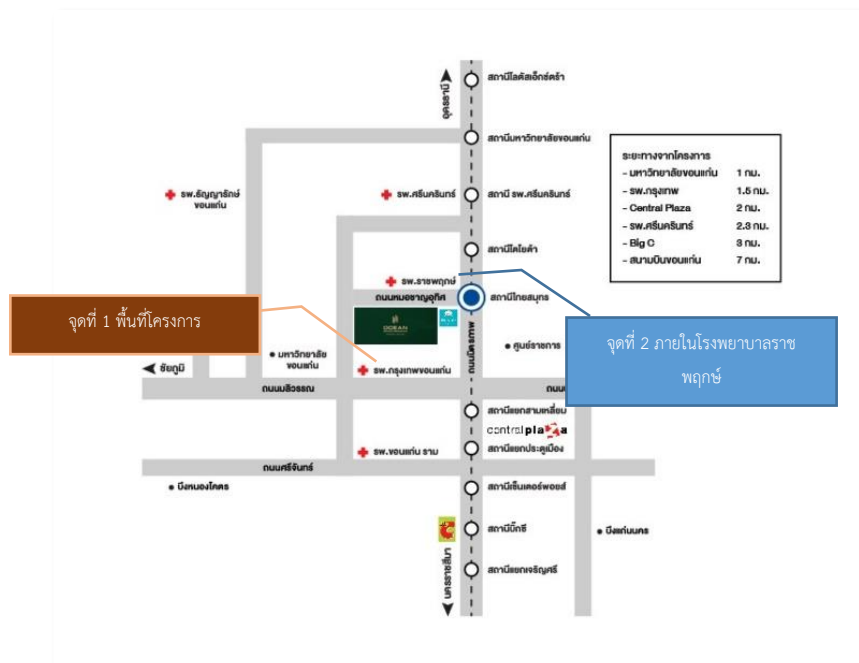 สถานีโลตัสเอ็กซ์ตร้า
อุดรธานี
สถานีมหาวิทยาลัยขอนแก่น
ระยะทางจากโครงการ
- มหาวิทยาลัยขอนแก่น 1 กม.
- รพ.กรุงเทพ 1.5 กม.
- Central Plaza 2 กม.
- รพ.ศรีนครินทร์ 2.3 กม.
- Big C 3 กม.
- สนามบินขอนแก่น 7 กม.
รพ.ธัญญารักษ์
ขอนแก่น
รพ.ศรีนครินทร์
สถานี รพ.ศรีนครินทร์
สถานีโตโยต้า
รพ.ราชพฤกษ์
ถนนหมอชาญอุทิศ
สถานีไทยสมุทร
จุดที่ 1 พื้นที่โครงการ
OCEAN
จุดที่ 2 ภายในโรงพยาบาลราช
พฤกษ์
ถนนมิตรภาพ
ศูนย์ราชการ
มหาวิทยาลัย
ขอนแก่น
ชัยภูมิ
รพ.กรุงเทพขอนแก่น
ถนนมลิวรรณ
ถนน
สถานีแยกสามเหลี่ยม
central plaza
รพ.ขอนแก่น ราม
สถานีแยกประตูเมือง
ถนนศรีจันทร์
บึงหนองโคตร
สถานีเซ็นเตอร์พอยส์
สถานีบิ๊กซี
บึงแก่นนคร
นครราชสีมา
สถานีแยกเจริญศรี